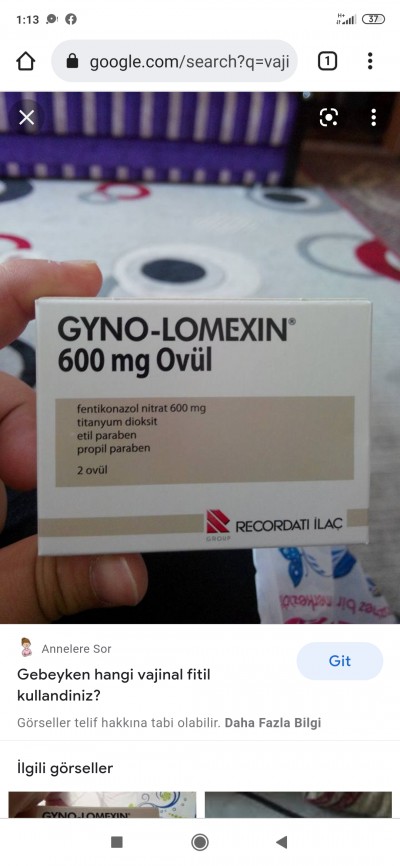 1:13
H+
37
google.com/search?q=vaji
1
GYNO-LOMEXIN®
600 mg Ovül
fentikonazol nitrat 600 mg
titanyum dioksit
etil paraben
propil paraben
2 ovül
RECORDATI İLAÇ
GROUP
Annelere Sor
Git
Gebeyken hangi vajinal fitil
kullandiniz?
Görseller telif hakkına tabi olabilir. Daha Fazla Bilgi
İlgili görseller
GYNO-LOMEXIN